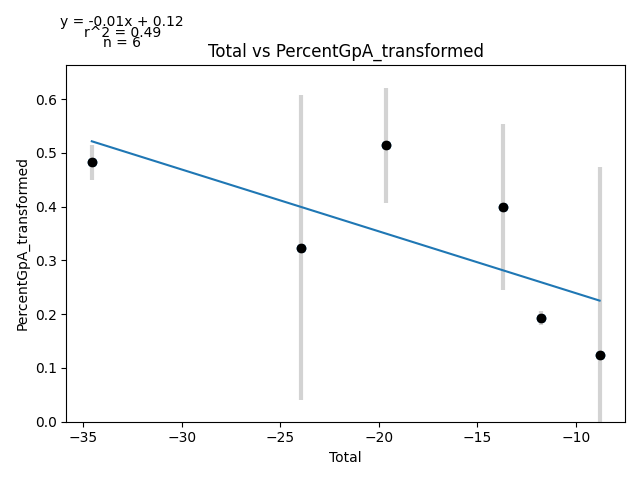 y = -0.01x + 0.12
r^2 = 0.49
n = 6
Total vs PercentGpA_transformed
PercentGpA_transformed
0.6
0.5
0.4
0.3
0.2
0.1
0.0
−35
−30
−25
−20
−15
−10
Total